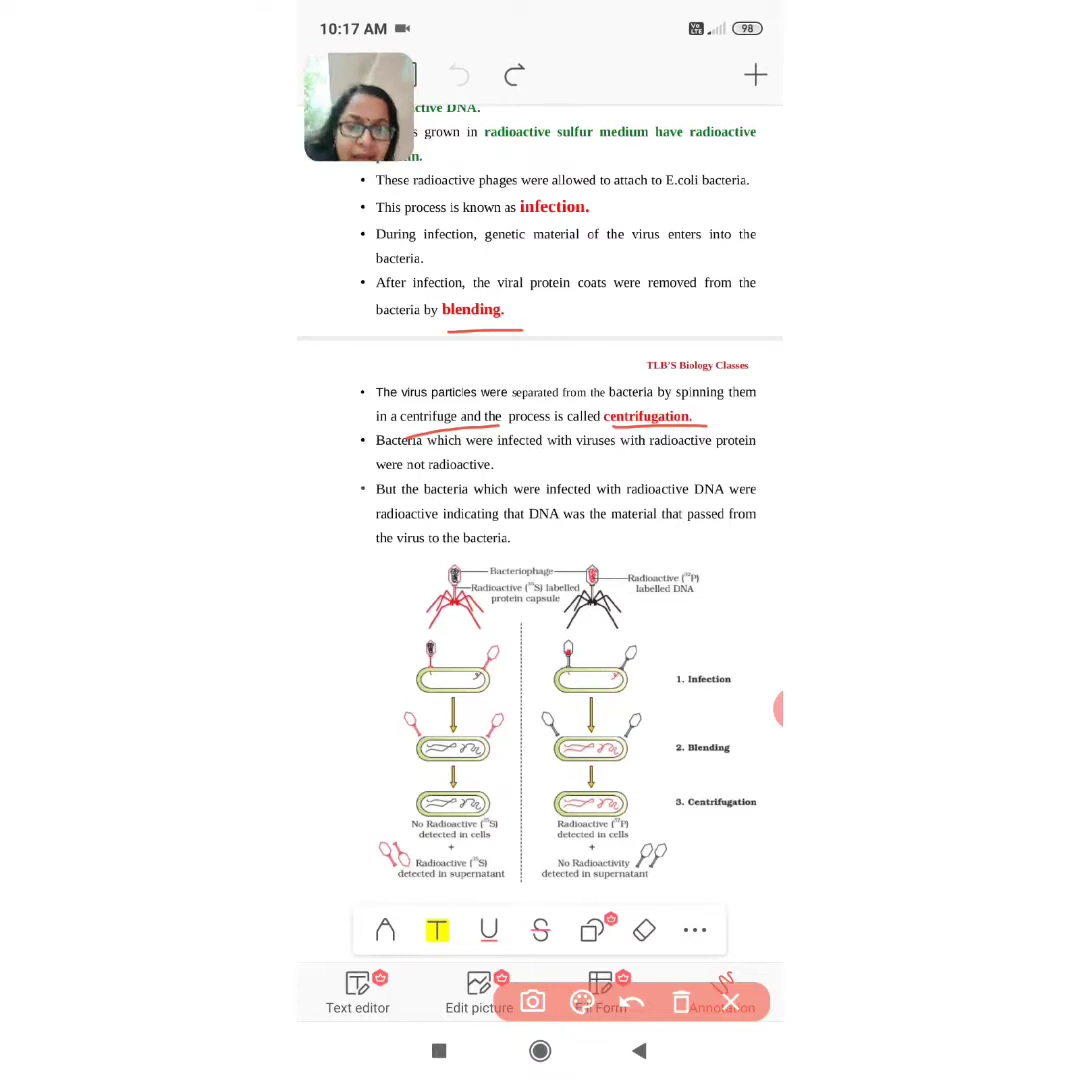 10:17 AM
Vo LTE
98
ctive DNA.
s grown in radioactive sulfur medium have radioactive
n.
• These radioactive phages were allowed to attach to E.coli bacteria.
• This process is known as infection.
• During infection, genetic material of the virus enters into the
bacteria.
• After infection, the viral protein coats were removed from the
bacteria by blending.
TLB'S Biology Classes
• The virus particles were separated from the bacteria by spinning them
in a centrifuge and the process is called centrifugation.
• Bacteria which were infected with viruses with radioactive protein
were not radioactive.
• But the bacteria which were infected with radioactive DNA were
radioactive indicating that DNA was the material that passed from
the virus to the bacteria.
Bacteriophage
Radioactive (³⁵S) labelled
protein capsule
Radioactive (³²P)
labelled DNA
1. Infection
2. Blending
3. Centrifugation
No Radioactive (³⁵S)
detected in cells
+
Radioactive (³⁵S)
detected in supernatant
Radioactive (³²P)
detected in cells
+
No Radioactivity
detected in supernatant
T
U
S
Text editor
Edit picture
Form
Annotation